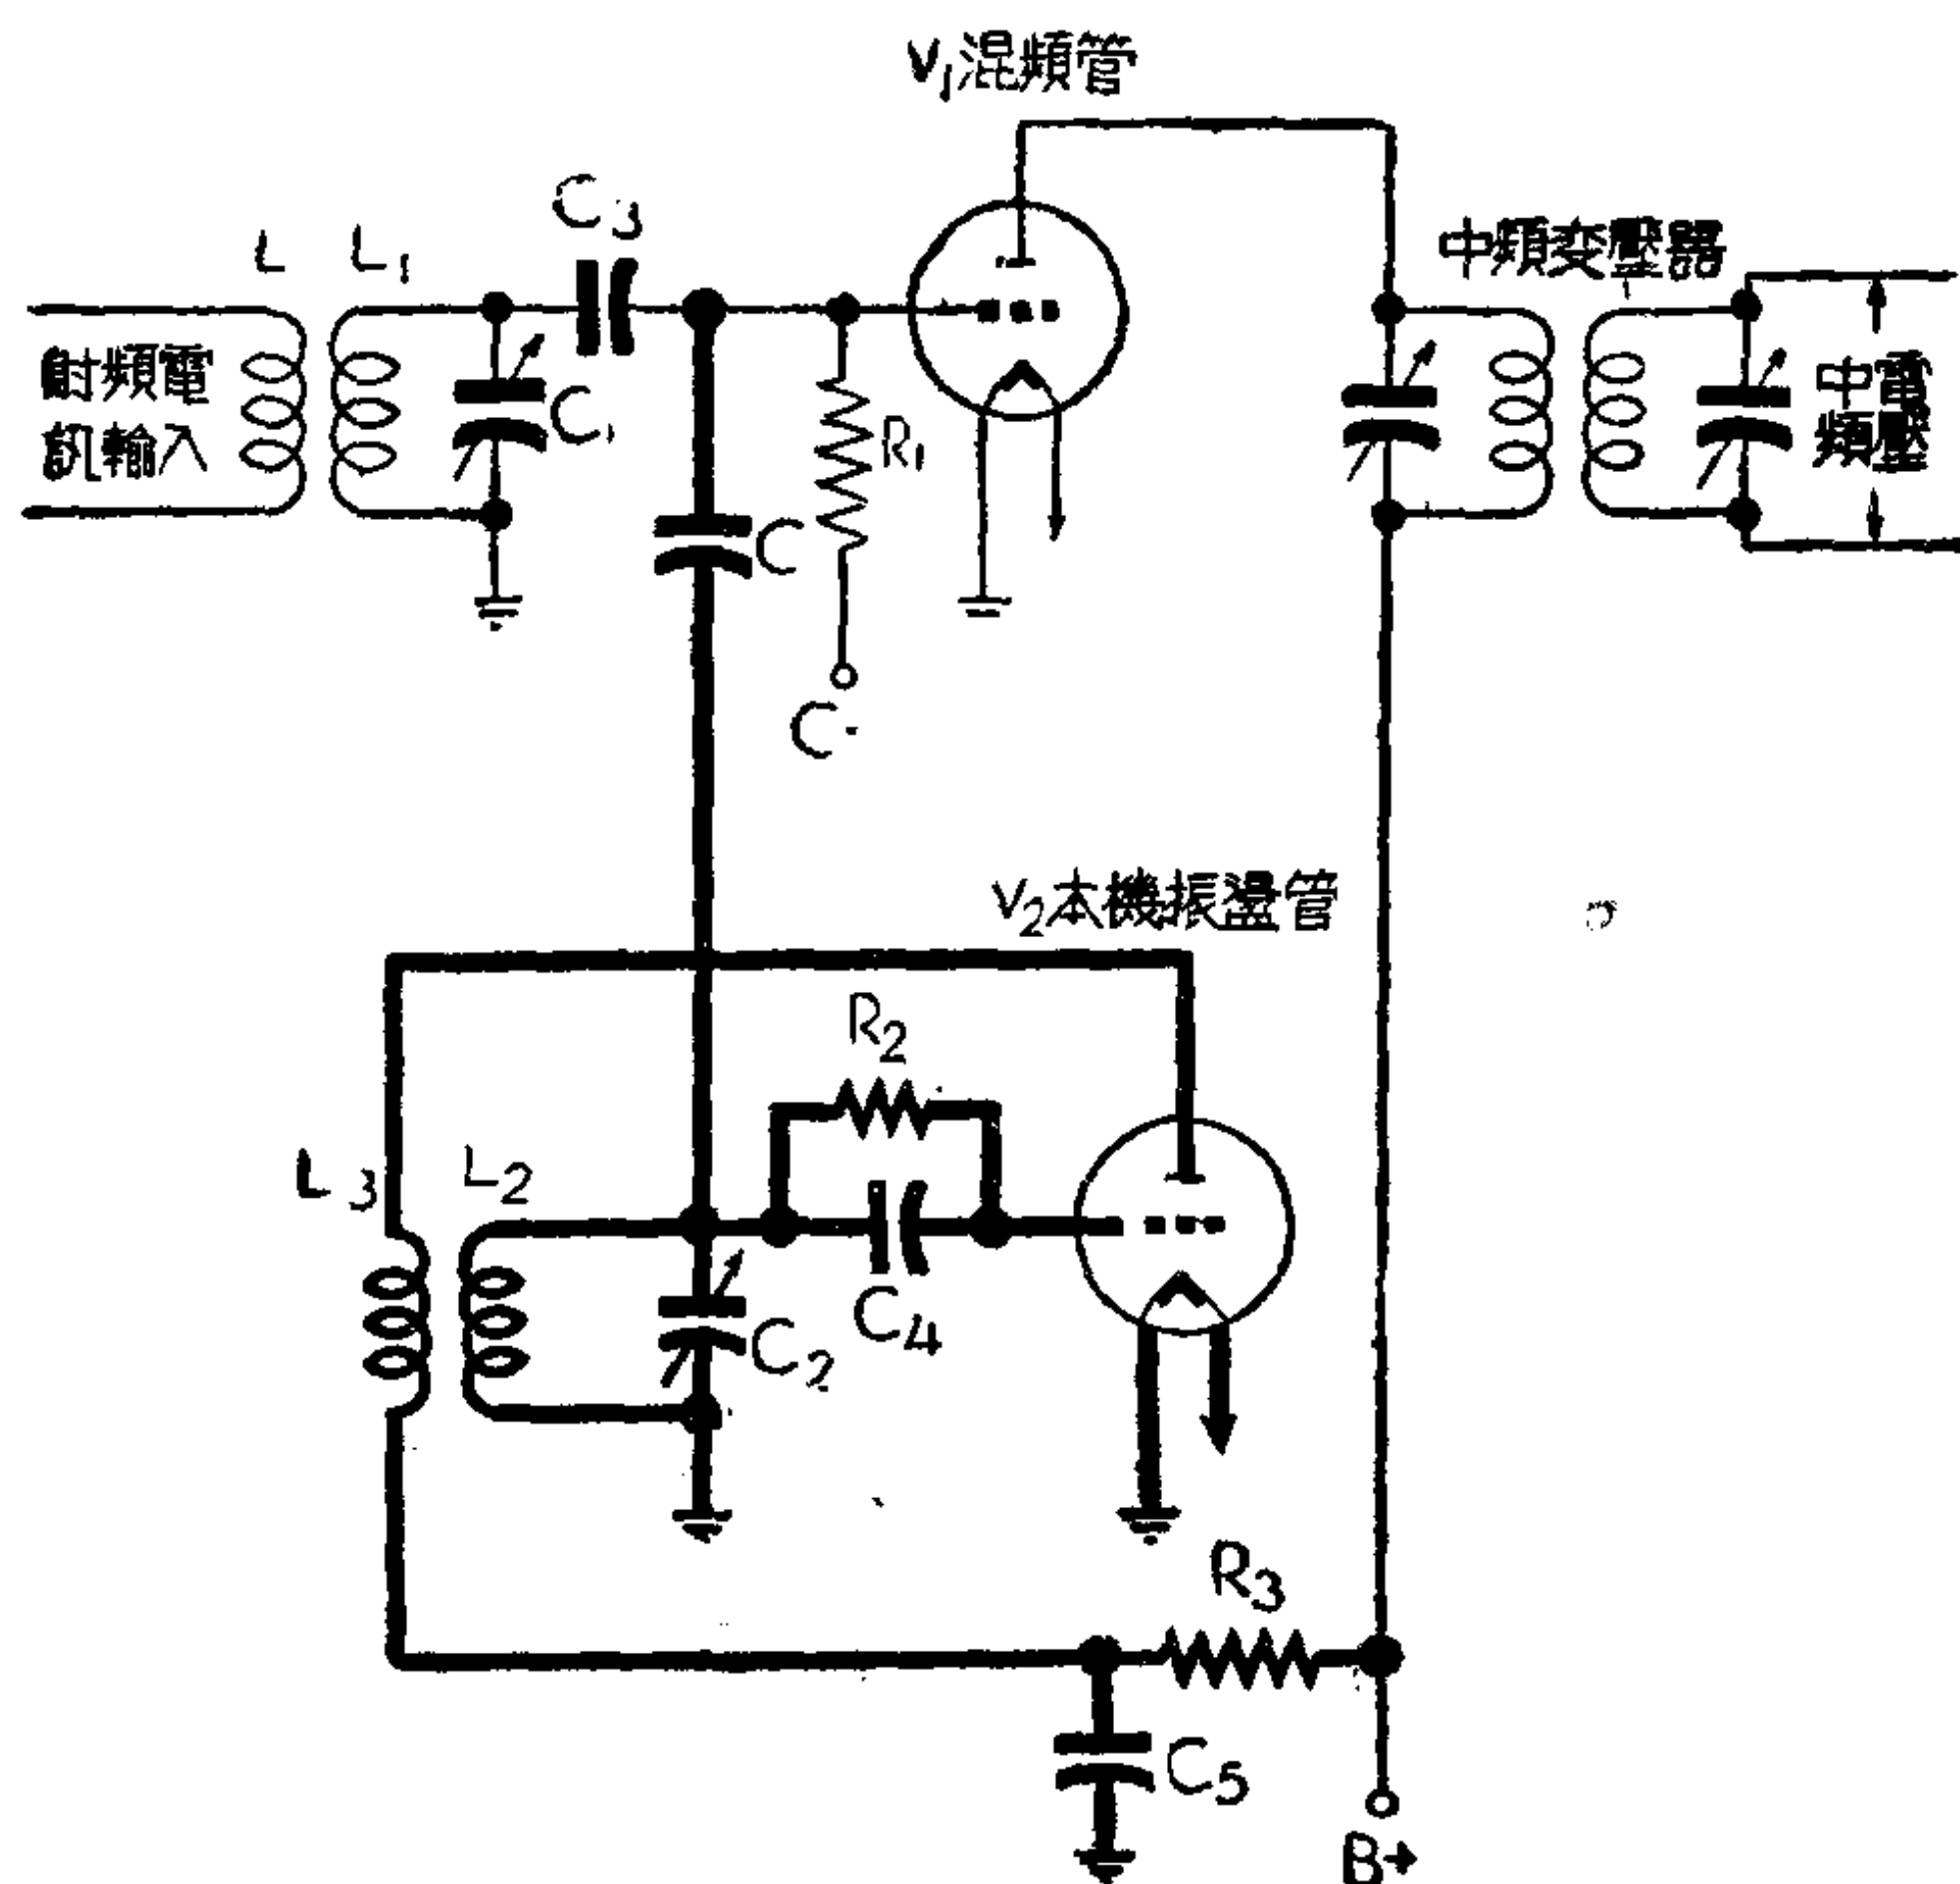 V₁混頻管
C₃
L L₁
中頻变壓器
射頻電
訊輸入
C₁
R₁
中電
頻壓
C
C-
V₂本機振盪管
R₂
L₃ L₂
C₄
C₂
R₃
C₅
B+